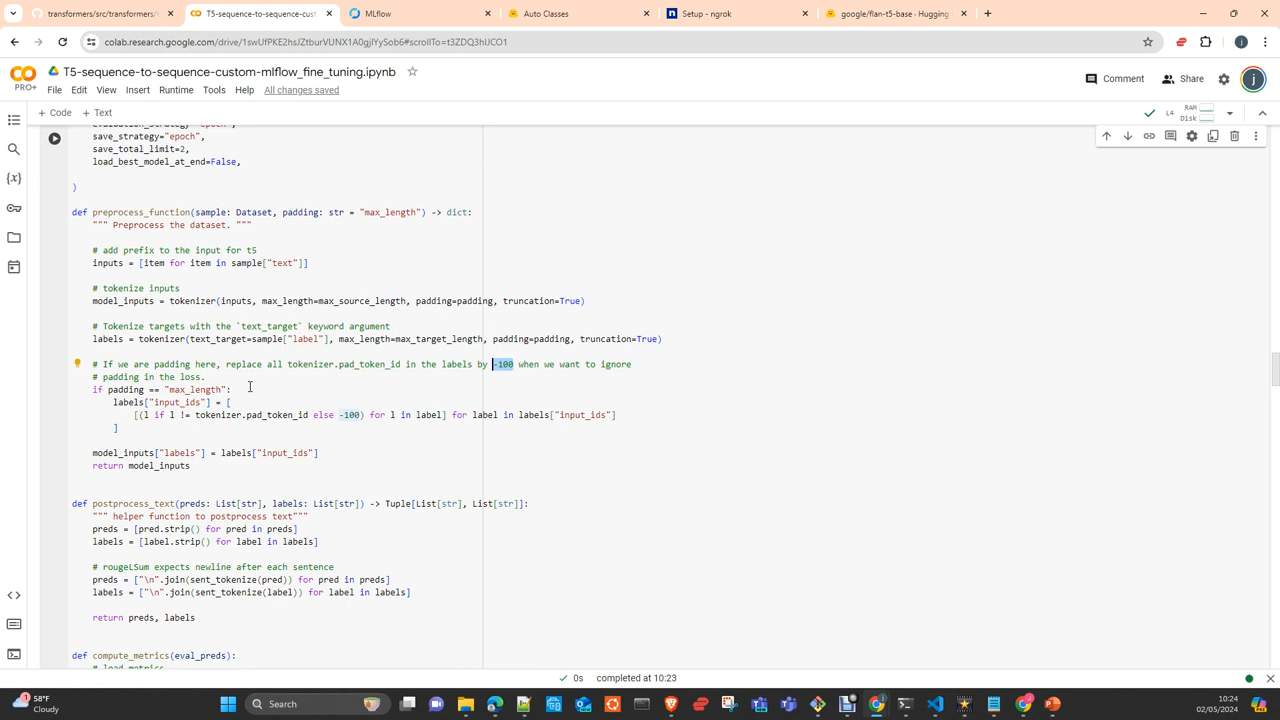 transformers/src/transformers/t
T5-sequence-to-sequence-cust
MLflow
Auto Classes
Setup - ngrok
google/flan-t5-base · Hugging
colab.research.google.com/drive/1swUfPKE2hsJZtburVUNX1A0gjlYySob6#scrollTo=t3ZDQ3hIJCO1
PRO+
T5-sequence-to-sequence-custom-mlflow_fine_tuning.ipynb
Comment
Share
File Edit View Insert Runtime Tools Help All changes saved
+ Code + Text
L4
RAM
Disk
evaluation_strategy="epoch",
save_strategy="epoch",
save_total_limit=2,
load_best_model_at_end=False,
)
def preprocess_function(sample: Dataset, padding: str = "max_length") -> dict:
""" Preprocess the dataset. """
# add prefix to the input for t5
inputs = [item for item in sample["text"]]
# tokenize inputs
model_inputs = tokenizer(inputs, max_length=max_source_length, padding=padding, truncation=True)
# Tokenize targets with the `text_target` keyword argument
labels = tokenizer(text_target=sample["label"], max_length=max_target_length, padding=padding, truncation=True)
# If we are padding here, replace all tokenizer.pad_token_id in the labels by -100 when we want to ignore
# padding in the loss.
if padding == "max_length":
labels["input_ids"] = [
[(l if l != tokenizer.pad_token_id else -100) for l in label] for label in labels["input_ids"]
]
model_inputs["labels"] = labels["input_ids"]
return model_inputs
def postprocess_text(preds: List[str], labels: List[str]) -> Tuple[List[str], List[str]]:
""" helper function to postprocess text"""
preds = [pred.strip() for pred in preds]
labels = [label.strip() for label in labels]
# rougeLSum expects newline after each sentence
preds = ["\n".join(sent_tokenize(pred)) for pred in preds]
labels = ["\n".join(sent_tokenize(label)) for label in labels]
return preds, labels
def compute_metrics(eval_preds):
# load metrics
0s completed at 10:23
58°F
Cloudy
Search
10:24
02/05/2024